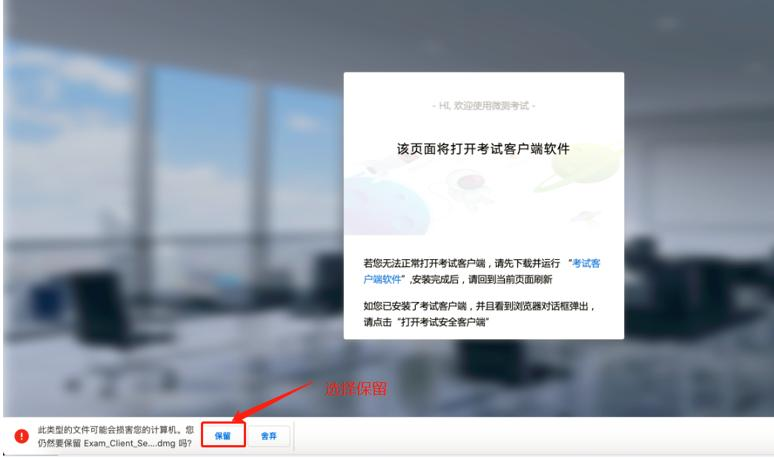 - HI, 欢迎使用微测考试 -
该页面将打开考试客户端软件
若您无法正常打开考试客户端，请先下载并运行 “考试客
户端软件” ,安装完成后，请回到当前页面刷新
如您已安装了考试客户端，并且看到浏览器对话框弹出，
请点击 “打开考试安全客户端”
选择保留
此类型的文件可能会损害您的计算机。您
仍然要保留 Exam_Client_Se....dmg 吗?
保留
舍弃